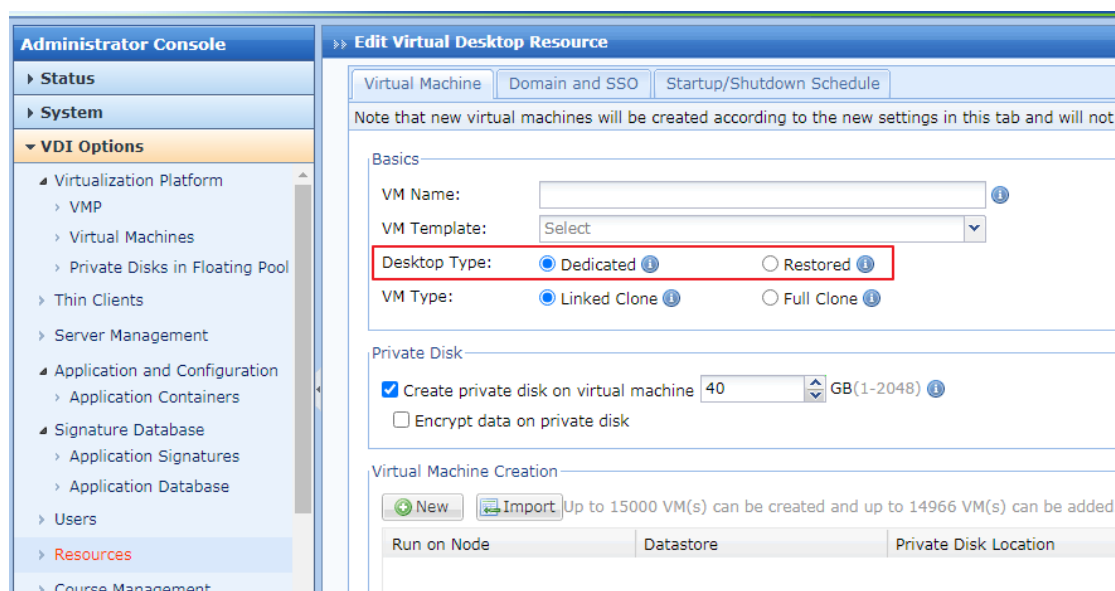 Administrator Console
Status
System
VDI Options
Virtualization Platform
VMP
Virtual Machines
Private Disks in Floating Pool
Thin Clients
Server Management
Application and Configuration
Application Containers
Signature Database
Application Signatures
Application Database
Users
Resources
Course Management
Edit Virtual Desktop Resource
Virtual Machine Domain and SSO Startup/Shutdown Schedule
Note that new virtual machines will be created according to the new settings in this tab and will not
Basics
VM Name:
VM Template: Select
Desktop Type: Dedicated Restored
VM Type: Linked Clone Full Clone
Private Disk
Create private disk on virtual machine 40 GB(1-2048)
Encrypt data on private disk
Virtual Machine Creation
New Import Up to 15000 VM(s) can be created and up to 14966 VM(s) can be added
Run on Node Datastore Private Disk Location